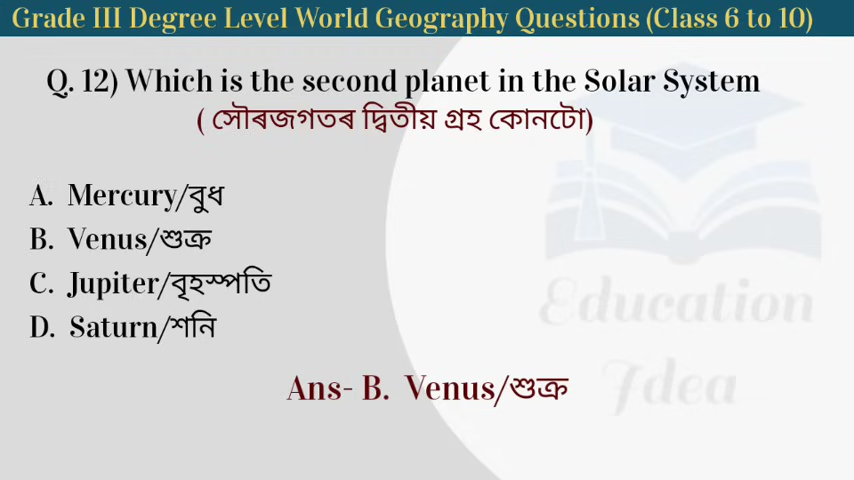 Grade III Degree Level World Geography Questions (Class 6 to 10)
Q. 12) Which is the second planet in the Solar System
( সৌৰজগতৰ দ্বিতীয় গ্ৰহ কোনটো)
A. Mercury/বুধ
B. Venus/শুক্ৰ
C. Jupiter/বৃহস্পতি
D. Saturn/শনি
Ans- B. Venus/শুক্ৰ
Education
Idea